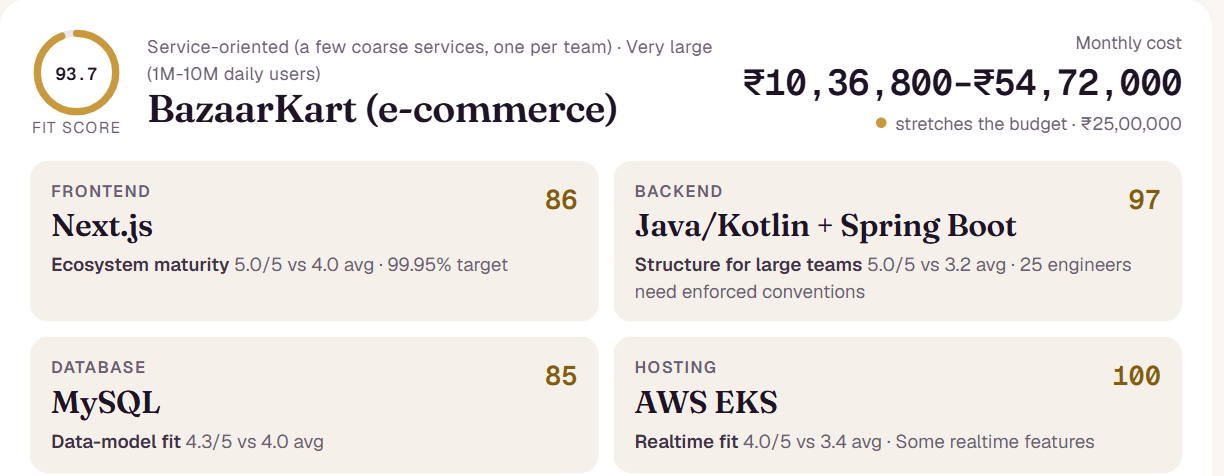 93.7
FIT SCORE
Service-oriented (a few coarse services, one per team) · Very large
(1M-10M daily users)
BazaarKart (e-commerce)
Monthly cost
₹10,36,800–₹54,72,000
stretches the budget · ₹25,00,000
FRONTEND
86
Next.js
Ecosystem maturity 5.0/5 vs 4.0 avg · 99.95% target
BACKEND
97
Java/Kotlin + Spring Boot
Structure for large teams 5.0/5 vs 3.2 avg · 25 engineers
need enforced conventions
DATABASE
85
MySQL
Data-model fit 4.3/5 vs 4.0 avg
HOSTING
100
AWS EKS
Realtime fit 4.0/5 vs 3.4 avg · Some realtime features